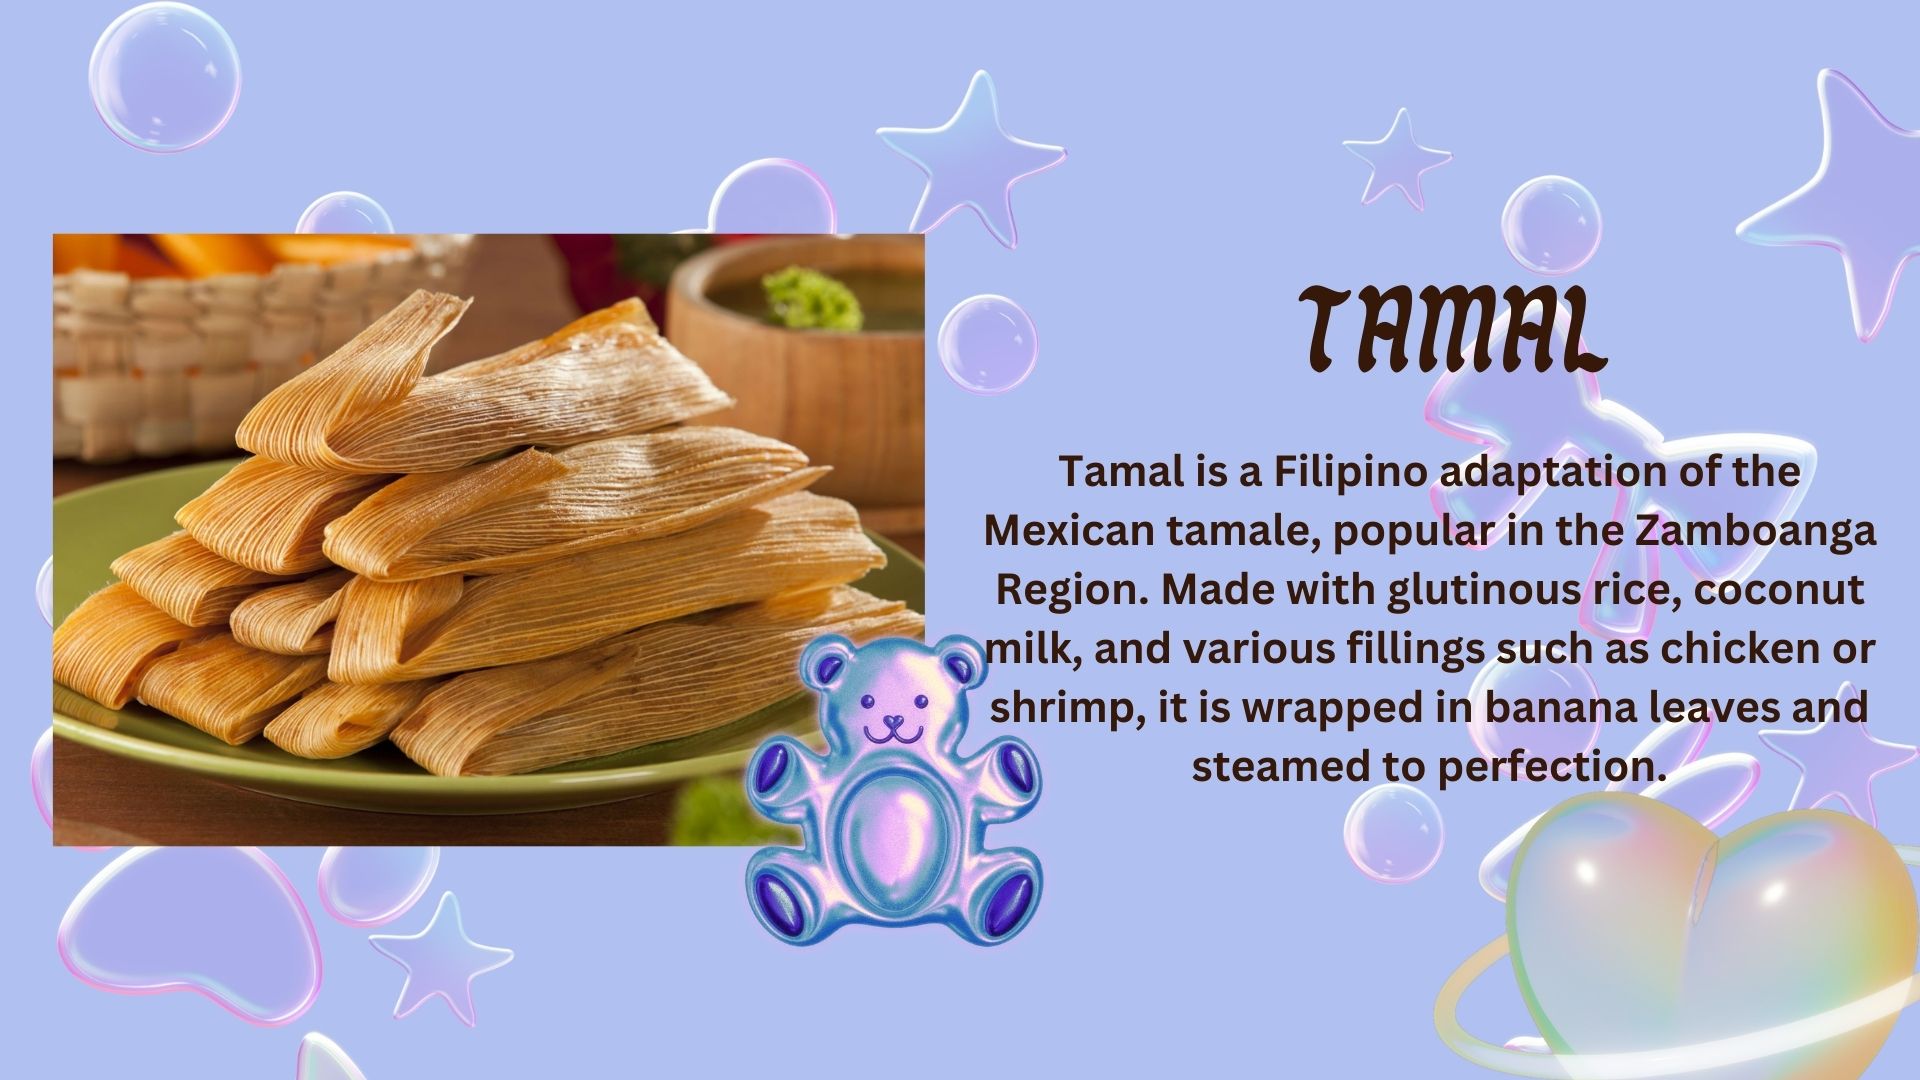 TAMAL
Tamal is a Filipino adaptation of the
Mexican tamale, popular in the Zamboanga
Region. Made with glutinous rice, coconut
milk, and various fillings such as chicken or
shrimp, it is wrapped in banana leaves and
steamed to perfection.